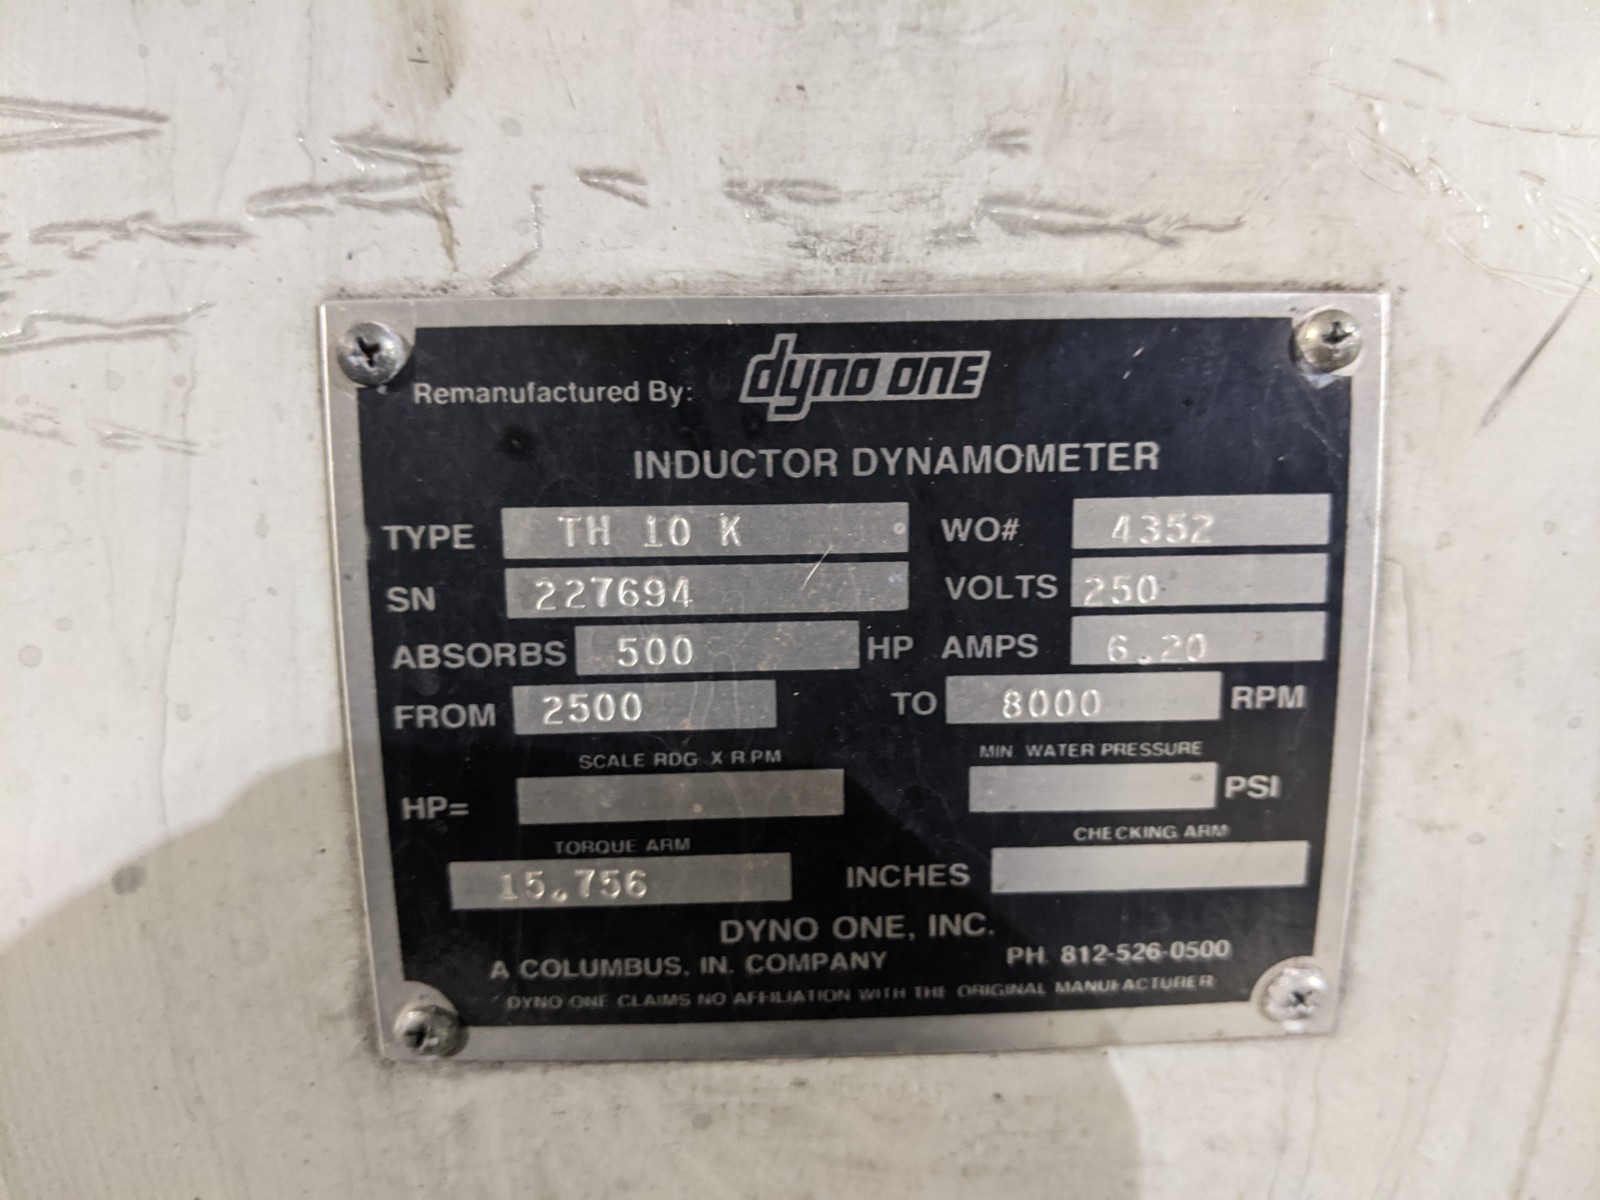 Remanufactured By: dyno one
INDUCTOR DYNAMOMETER
TYPE TH 10 K WO# 4352
SN 227694 VOLTS 250
ABSORBS 500 HP AMPS 6.20
FROM 2500 TO 8000 RPM
SCALE RDG X R.P.M MIN. WATER PRESSURE
HP= PSI
TORQUE ARM CHECKING ARM
15.756 INCHES
DYNO ONE, INC.
A COLUMBUS, IN. COMPANY PH. 812-526-0500
DYNO ONE CLAIMS NO AFFILIATION WITH THE ORIGINAL MANUFACTURER